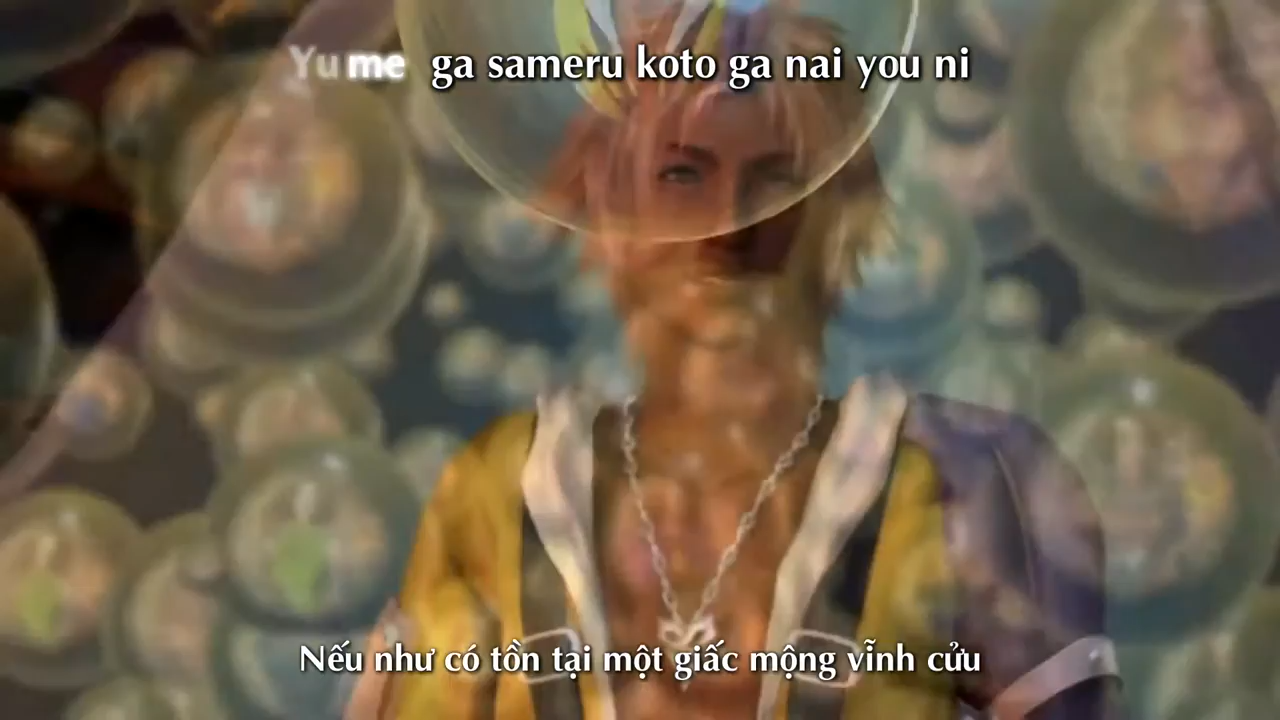 Yume ga sameru koto ga nai you ni
Nếu như có tồn tại một giấc mộng vĩnh cửu